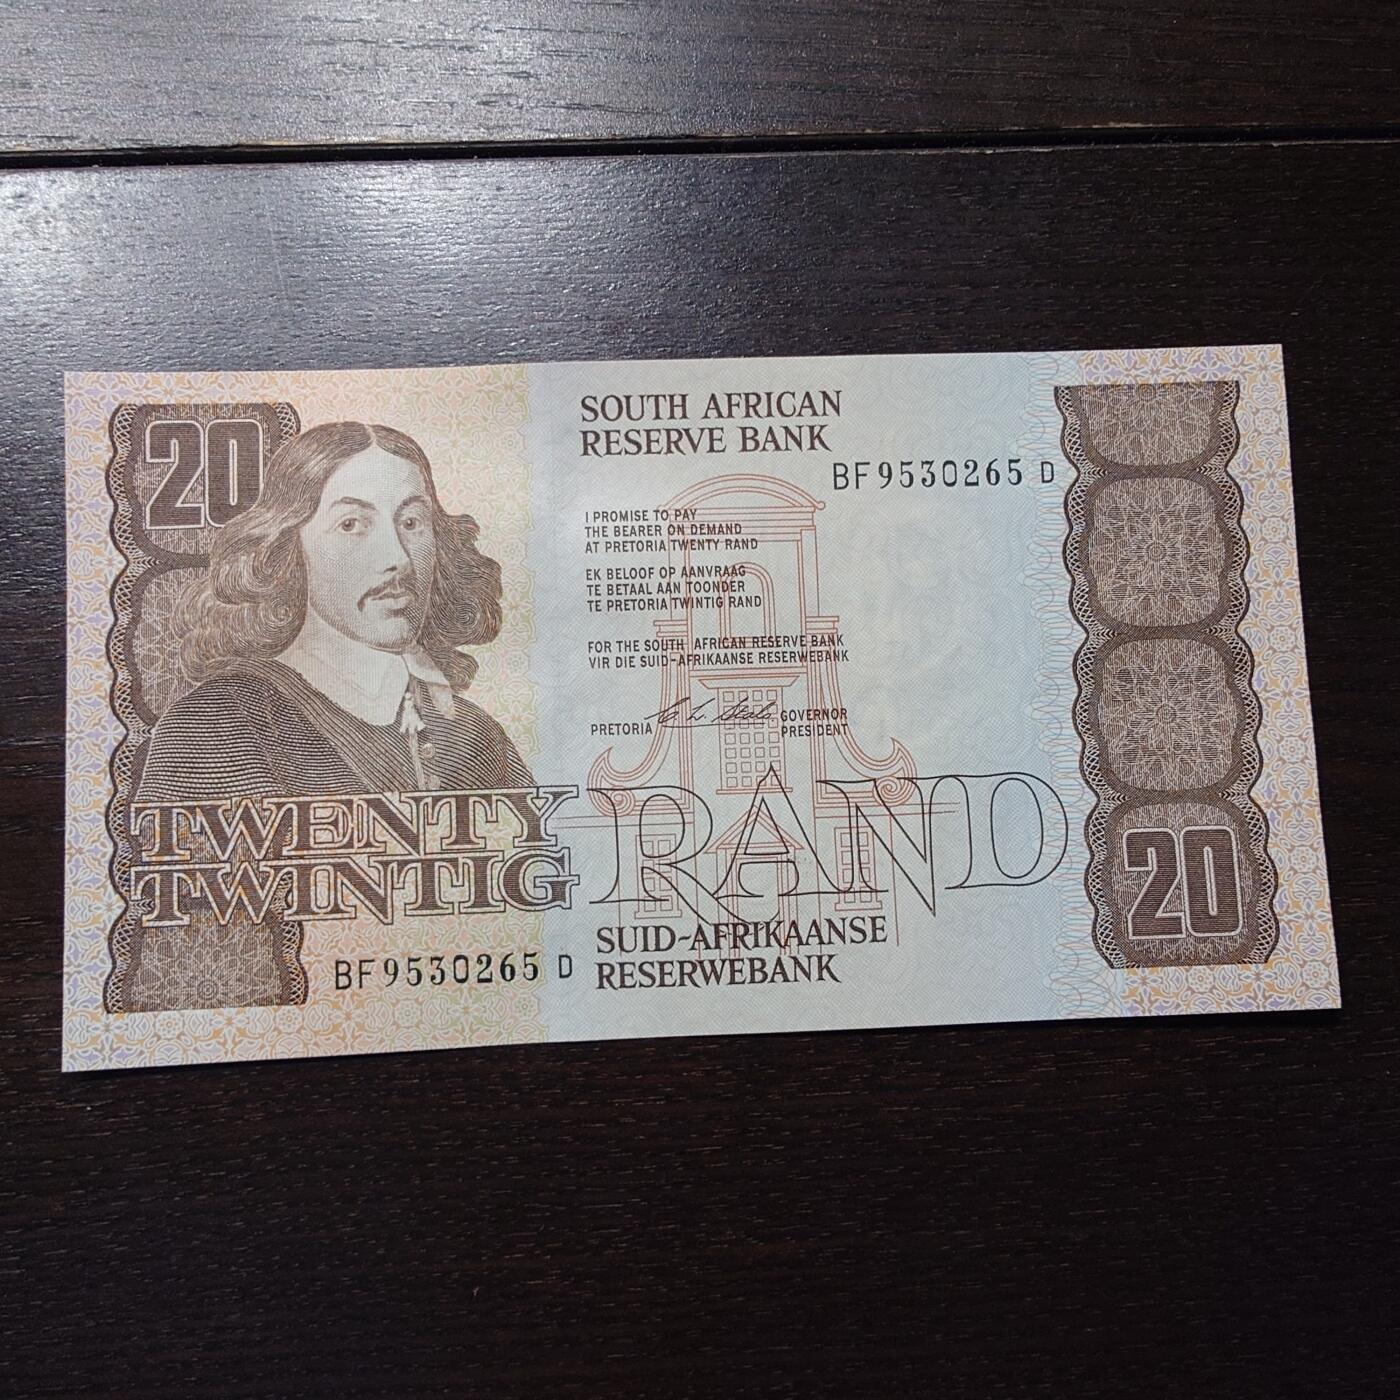 20
SOUTH AFRICAN
RESERVE BANK
BF9530265 D
I PROMISE TO PAY
THE BEARER ON DEMAND
AT PRETORIA TWENTY RAND
EK BELOOF OP AANVRAAG
TE BETAAL AAN TOONDER
TE PRETORIA TWINTIG RAND
FOR THE SOUTH AFRICAN RESERVE BANK
VIR DIE SUID-AFRIKAANSE RESERWEBANK
PRETORIA GOVERNOR
PRESIDENT
TWENTY
TWINTIG
RAND
20
SUID-AFRIKAANSE
RESERWEBANK
BF9530265 D